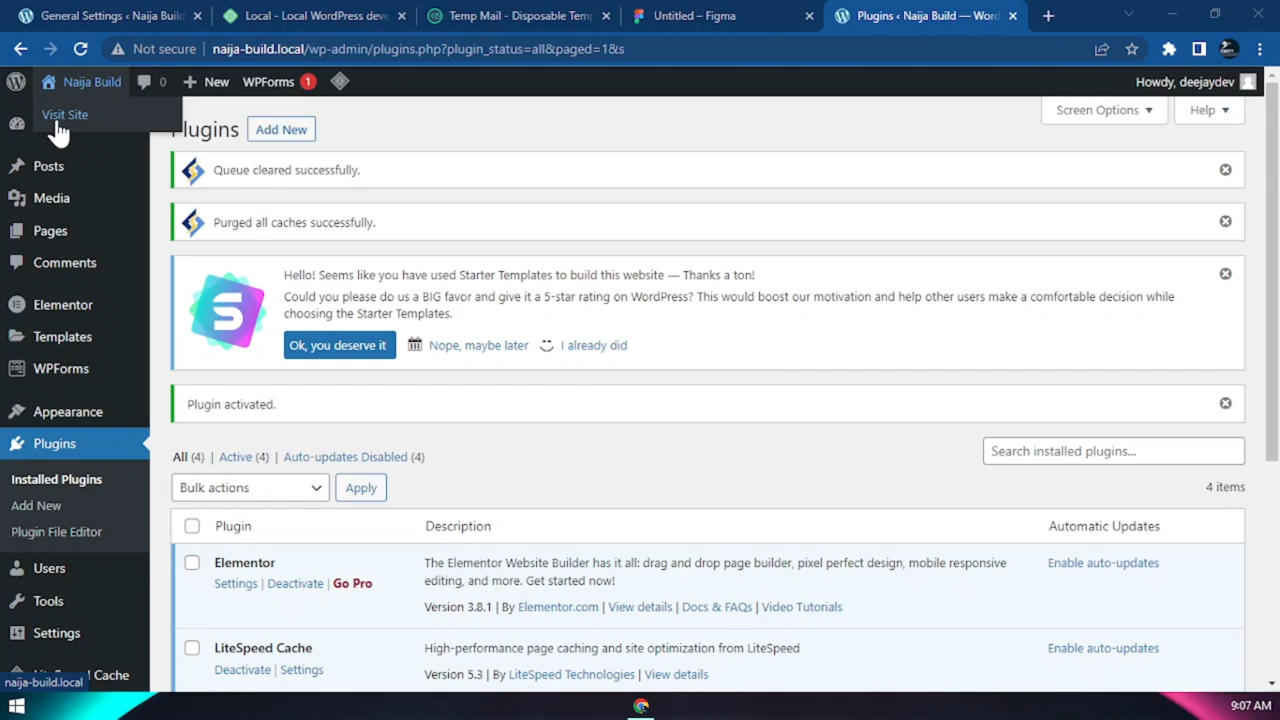 General Settings ‹ Naija Build
Local - Local WordPress deve
Temp Mail - Disposable Temp
Untitled – Figma
Plugins ‹ Naija Build — Word
Not secure
naija-build.local/wp-admin/plugins.php?plugin_status=all&paged=1&s
Naija Build
0
New
WPForms 1
Howdy, deejaydev
Visit Site
Plugins
Add New
Screen Options
Help
Queue cleared successfully.
Purged all caches successfully.
Hello! Seems like you have used Starter Templates to build this website — Thanks a ton!
Could you please do us a BIG favor and give it a 5-star rating on WordPress? This would boost our motivation and help other users make a comfortable decision while
choosing the Starter Templates.
Ok, you deserve it
Nope, maybe later
I already did
Plugin activated.
Posts
Media
Pages
Comments
Elementor
Templates
WPForms
Appearance
Plugins
Installed Plugins
Add New
Plugin File Editor
Users
Tools
Settings
Cache
naija-build.local
All (4) | Active (4) | Auto-updates Disabled (4)
Search installed plugins...
Bulk actions
Apply
4 items
Plugin
Description
Automatic Updates
Elementor
Settings | Deactivate | Go Pro
The Elementor Website Builder has it all: drag and drop page builder, pixel perfect design, mobile responsive
editing, and more. Get started now!
Version 3.8.1 | By Elementor.com | View details | Docs & FAQs | Video Tutorials
Enable auto-updates
LiteSpeed Cache
Deactivate | Settings
High-performance page caching and site optimization from LiteSpeed
Version 5.3 | By LiteSpeed Technologies | View details
Enable auto-updates
9:07 AM